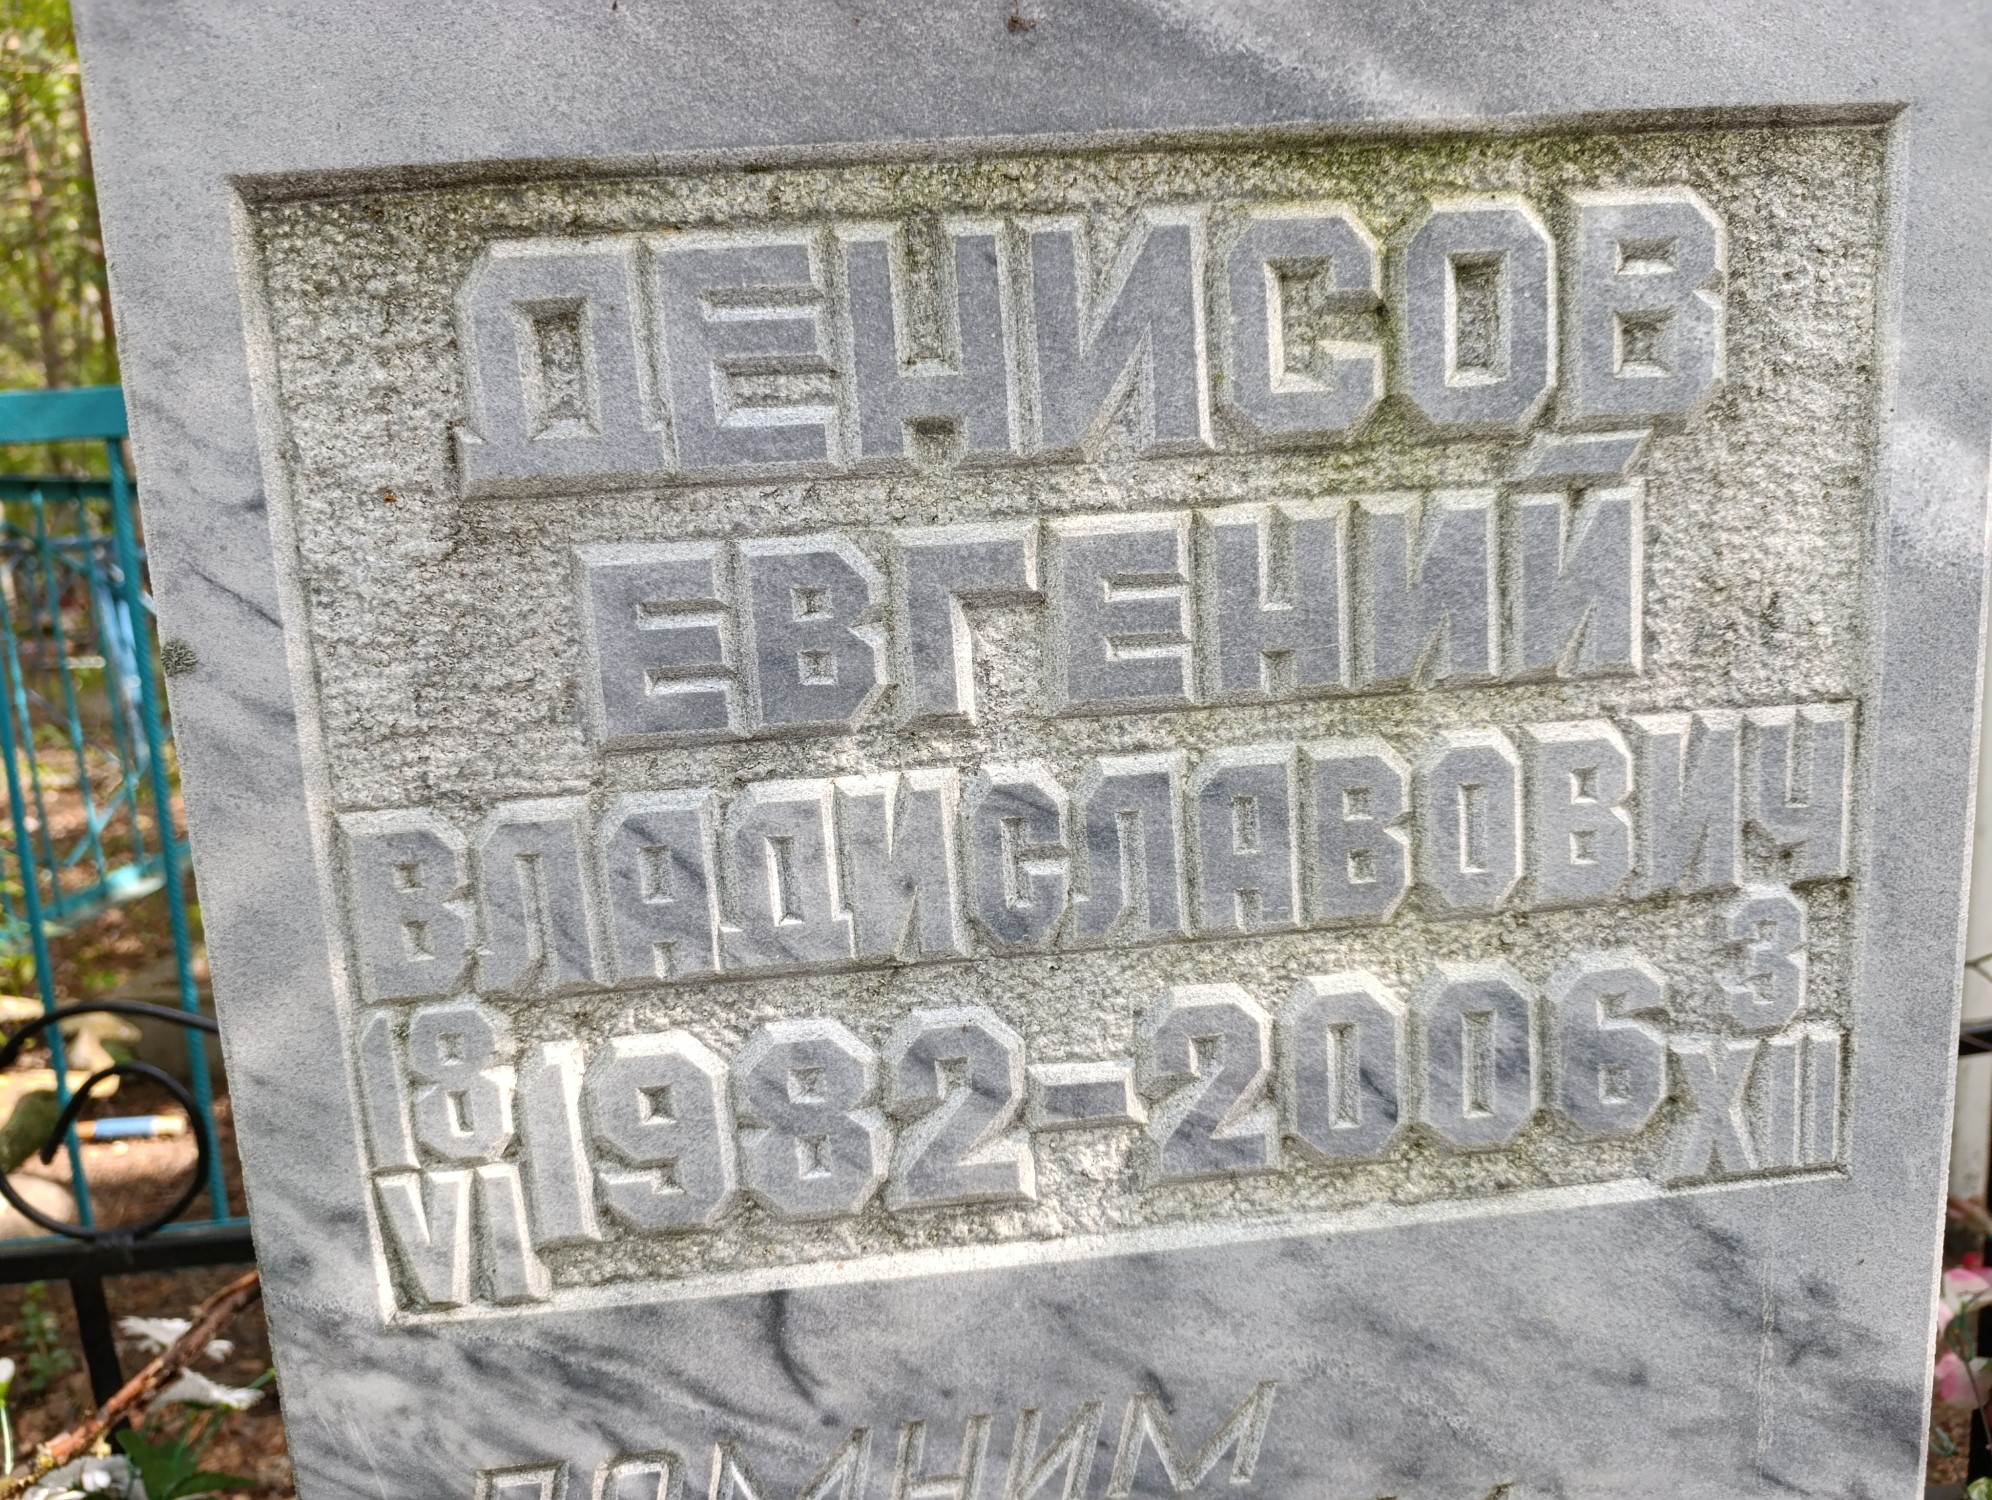 ДЕНИСОВ
ЕВГЕНИЙ
ВЛАДИСЛАВОВИЧ
18 VI 1982-2006 3 XII
ПОМНИМ